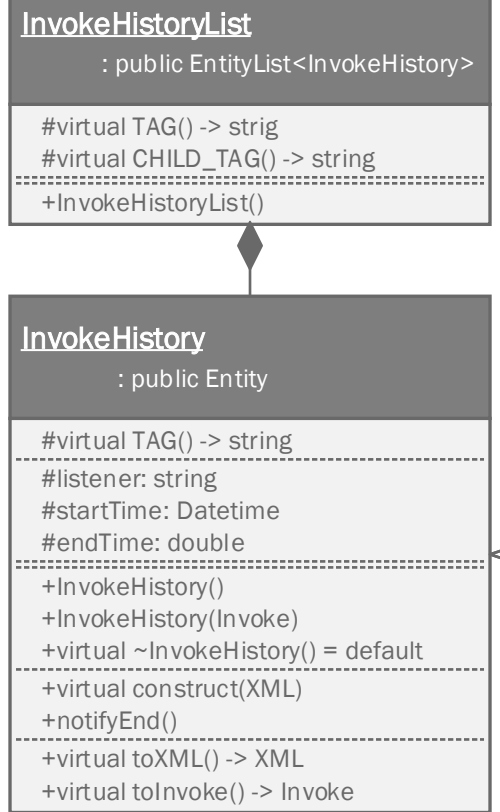 InvokeHistoryList
: public EntityList<InvokeHistory>
#virtual TAG() -> strig
#virtual CHILD_TAG() -> string
+InvokeHistoryList()
InvokeHistory
: public Entity
#virtual TAG() -> string
#listener: string
#startTime: Datetime
#endTime: double
+InvokeHistory()
+InvokeHistory(Invoke)
+virtual ~InvokeHistory() = default
+virtual construct(XML)
+notifyEnd()
+virtual toXML() -> XML
+virtual toInvoke() -> Invoke